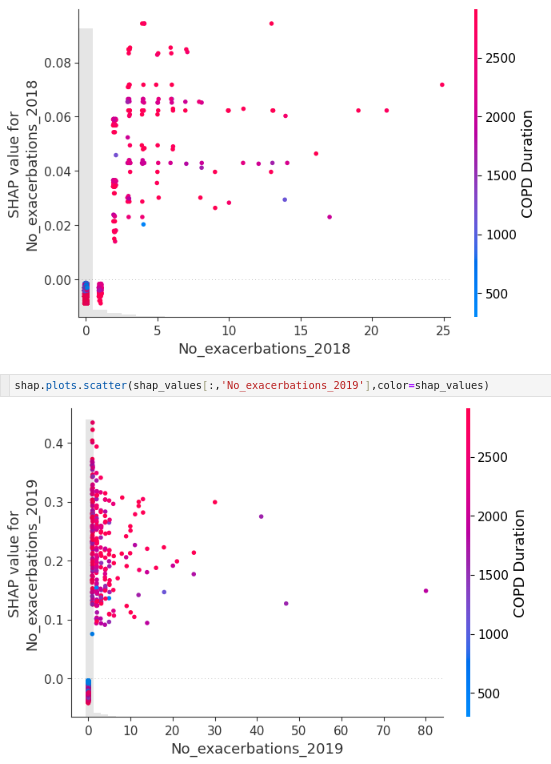 0.08
0.06
0.04
0.02
0.00
SHAP value for
No_exacerbations_2018
0 5 10 15 20 25
No_exacerbations_2018
2500
2000
1500
1000
500
COPD Duration
shap.plots.scatter(shap_values[:,'No_exacerbations_2019'],color=shap_values)
0.4
0.3
0.2
0.1
0.0
SHAP value for
No_exacerbations_2019
0 10 20 30 40 50 60 70 80
No_exacerbations_2019
2500
2000
1500
1000
500
COPD Duration